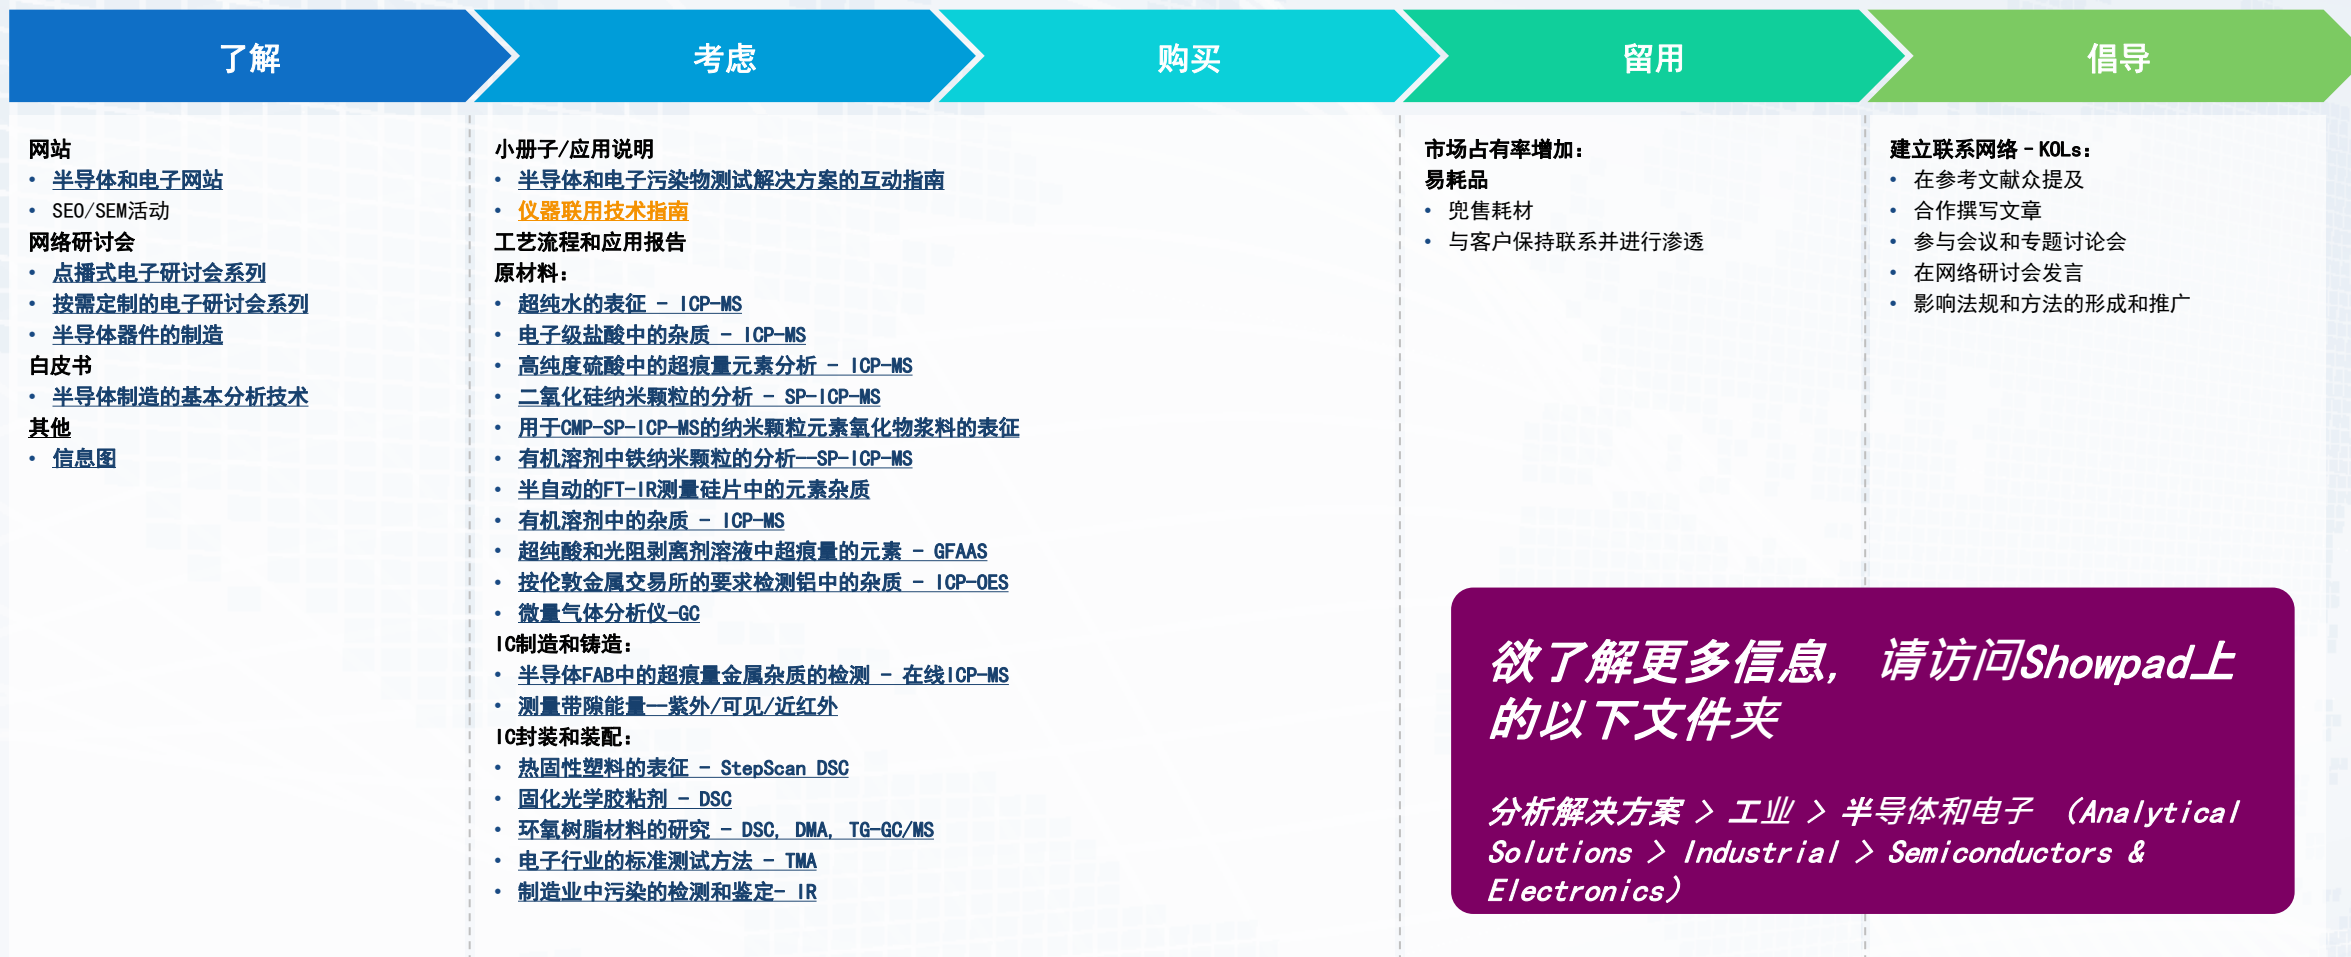 了解
考虑
购买
留用
倡导
网站
• 半导体和电子网站
• SEO/SEM活动
网络研讨会
• 点播式电子研讨会系列
• 按需定制的电子研讨会系列
• 半导体器件的制造
白皮书
• 半导体制造的基本分析技术
其他
• 信息图
小册子/应用说明
• 半导体和电子污染物测试解决方案的互动指南
• 仪器联用技术指南
工艺流程和应用报告
原材料：
• 超纯水的表征 - ICP-MS
• 电子级盐酸中的杂质 - ICP-MS
• 高纯度硫酸中的超痕量元素分析 - ICP-MS
• 二氧化硅纳米颗粒的分析 - SP-ICP-MS
• 用于CMP-SP-ICP-MS的纳米颗粒元素氧化物浆料的表征
• 有机溶剂中铁纳米颗粒的分析--SP-ICP-MS
• 半自动的FT-IR测量硅片中的元素杂质
• 有机溶剂中的杂质 - ICP-MS
• 超纯酸和光阻剥离剂溶液中超痕量的元素 - GFAAS
• 按伦敦金属交易所的要求检测铝中的杂质 - ICP-OES
• 微量气体分析仪-GC
IC制造和铸造：
• 半导体FAB中的超痕量金属杂质的检测 - 在线ICP-MS
• 测量带隙能量--紫外/可见/近红外
IC封装和装配：
• 热固性塑料的表征 - StepScan DSC
• 固化光学胶粘剂 - DSC
• 环氧树脂材料的研究 - DSC, DMA, TG-GC/MS
• 电子行业的标准测试方法 - TMA
• 制造业中污染的检测和鉴定- IR
市场占有率增加：
易耗品
• 兜售耗材
• 与客户保持联系并进行渗透
建立联系网络 - KOLs：
• 在参考文献众提及
• 合作撰写文章
• 参与会议和专题讨论会
• 在网络研讨会发言
• 影响法规和方法的形成和推广
欲了解更多信息, 请访问Showpad上
的以下文件夹
分析解决方案 > 工业 > 半导体和电子 （Analytical
Solutions > Industrial > Semiconductors &
Electronics）